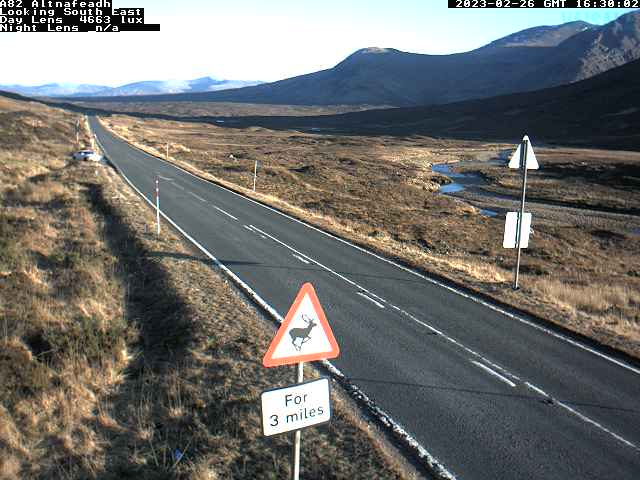 A82 Altnafeadh
Looking South East
Day Lens 4663 lux
Night Lens n/a
2023-02-26 GMT 16:30:02
For
3 miles